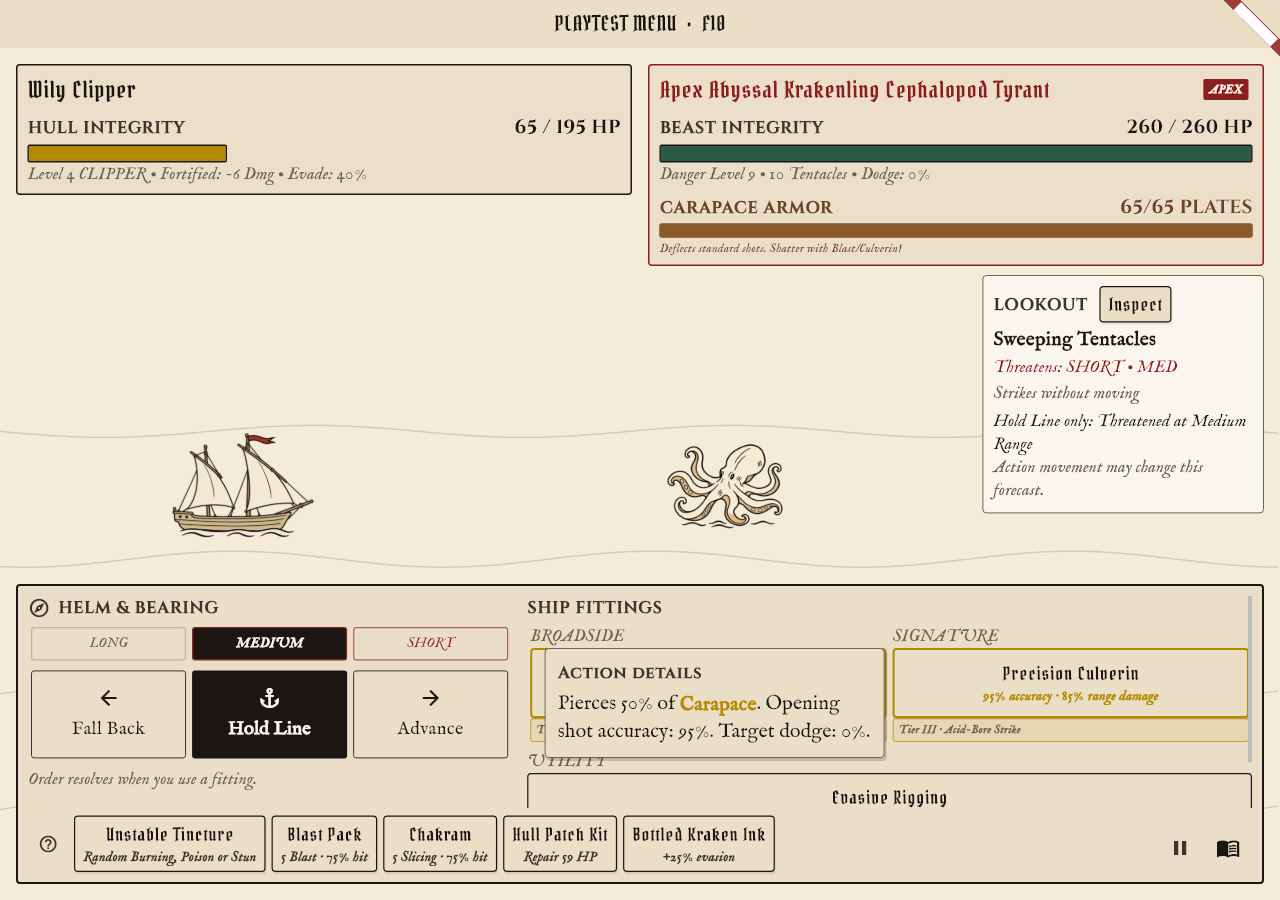 PLAYTEST MENU · F10
Wily Clipper
HULL INTEGRITY 65 / 195 HP
Level 4 CLIPPER • Fortified: -6 Dmg • Evade: 40%
Apex Abyssal Krakenling Cephalopod Tyrant APEX
BEAST INTEGRITY 260 / 260 HP
Danger Level 9 • 10 Tentacles • Dodge: 0%
CARAPACE ARMOR 65/65 PLATES
Deflects standard shots. Shatter with Blast/Culverin!
LOOKOUT Inspect
Sweeping Tentacles
Threatens: SHORT • MED
Strikes without moving
Hold Line only: Threatened at Medium
Range
Action movement may change this
forecast.
HELM & BEARING
LONG MEDIUM SHORT
Fall Back Hold Line Advance
Order resolves when you use a fitting.
SHIP FITTINGS
BROADSIDE SIGNATURE
ACTION DETAILS
Pierces 50% of Carapace. Opening
shot accuracy: 95%. Target dodge: 0%.
Precision Culverin
95% accuracy · 85% range damage
Tier III · Acid-Bore Strike
UTILITY
Evasive Rigging
Unstable Tincture
Random Burning, Poison or Stun
Blast Pack
5 Blast · 75% hit
Chakram
5 Slicing · 75% hit
Hull Patch Kit
Repair 59 HP
Bottled Kraken Ink
+25% evasion